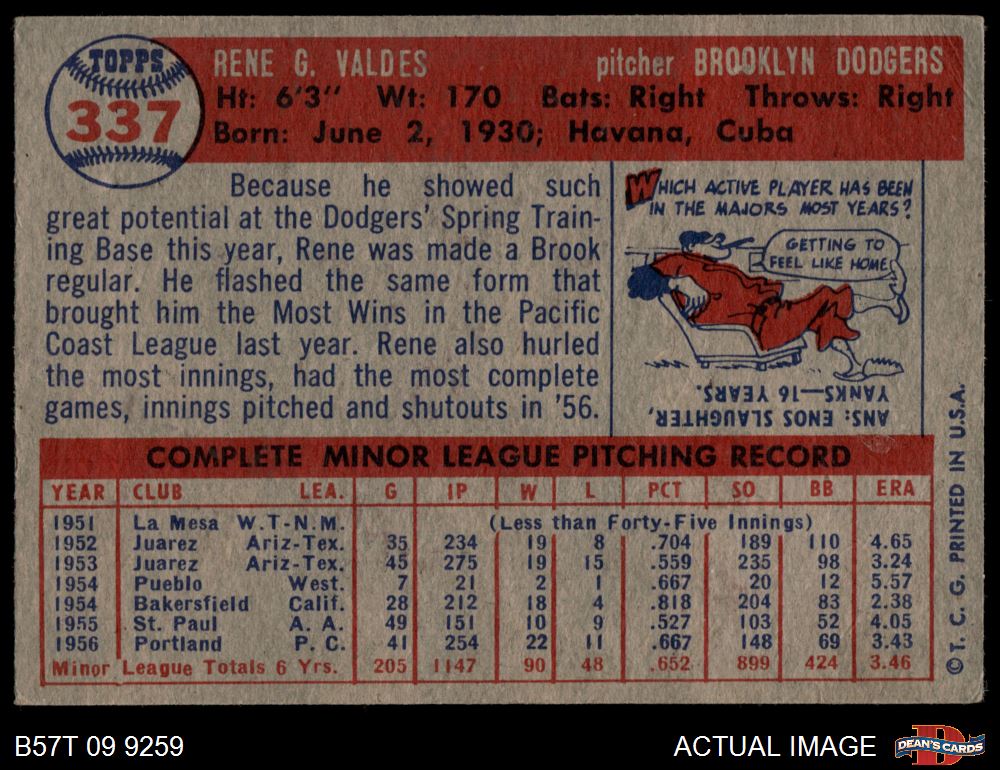 TOPPS
337
RENE G. VALDES pitcher BROOKLYN DODGERS
Ht: 6'3" Wt: 170 Bats: Right Throws: Right
Born: June 2, 1930; Havana, Cuba
Because he showed such
great potential at the Dodgers' Spring Train-
ing Base this year, Rene was made a Brook
regular. He flashed the same form that
brought him the Most Wins in the Pacific
Coast League last year. Rene also hurled
the most innings, had the most complete
games, innings pitched and shutouts in '56.
WHICH ACTIVE PLAYER HAS BEEN
IN THE MAJORS MOST YEARS?
GETTING TO
FEEL LIKE HOME
ANS: ENOS SLAUGHTER,
YANKS—16 YEARS.
COMPLETE MINOR LEAGUE PITCHING RECORD
YEAR CLUB LEA. G IP W L PCT SO BB ERA
1951 La Mesa W.T-N.M. (Less than Forty-Five Innings)
1952 Juarez Ariz-Tex. 35 234 19 8 .704 189 110 4.65
1953 Juarez Ariz-Tex. 45 275 19 15 .559 235 98 3.24
1954 Pueblo West. 7 21 2 1 .667 20 12 5.57
1954 Bakersfield Calif. 28 212 18 4 .818 204 83 2.38
1955 St. Paul A. A. 49 151 10 9 .527 103 52 4.05
1956 Portland P. C. 41 254 22 11 .667 148 69 3.43
Minor League Totals 6 Yrs. 205 1147 90 48 .652 899 424 3.46
© T. C. G. PRINTED IN U.S.A.
B57T 09 9259 ACTUAL IMAGE
D
DEAN'S CARDS